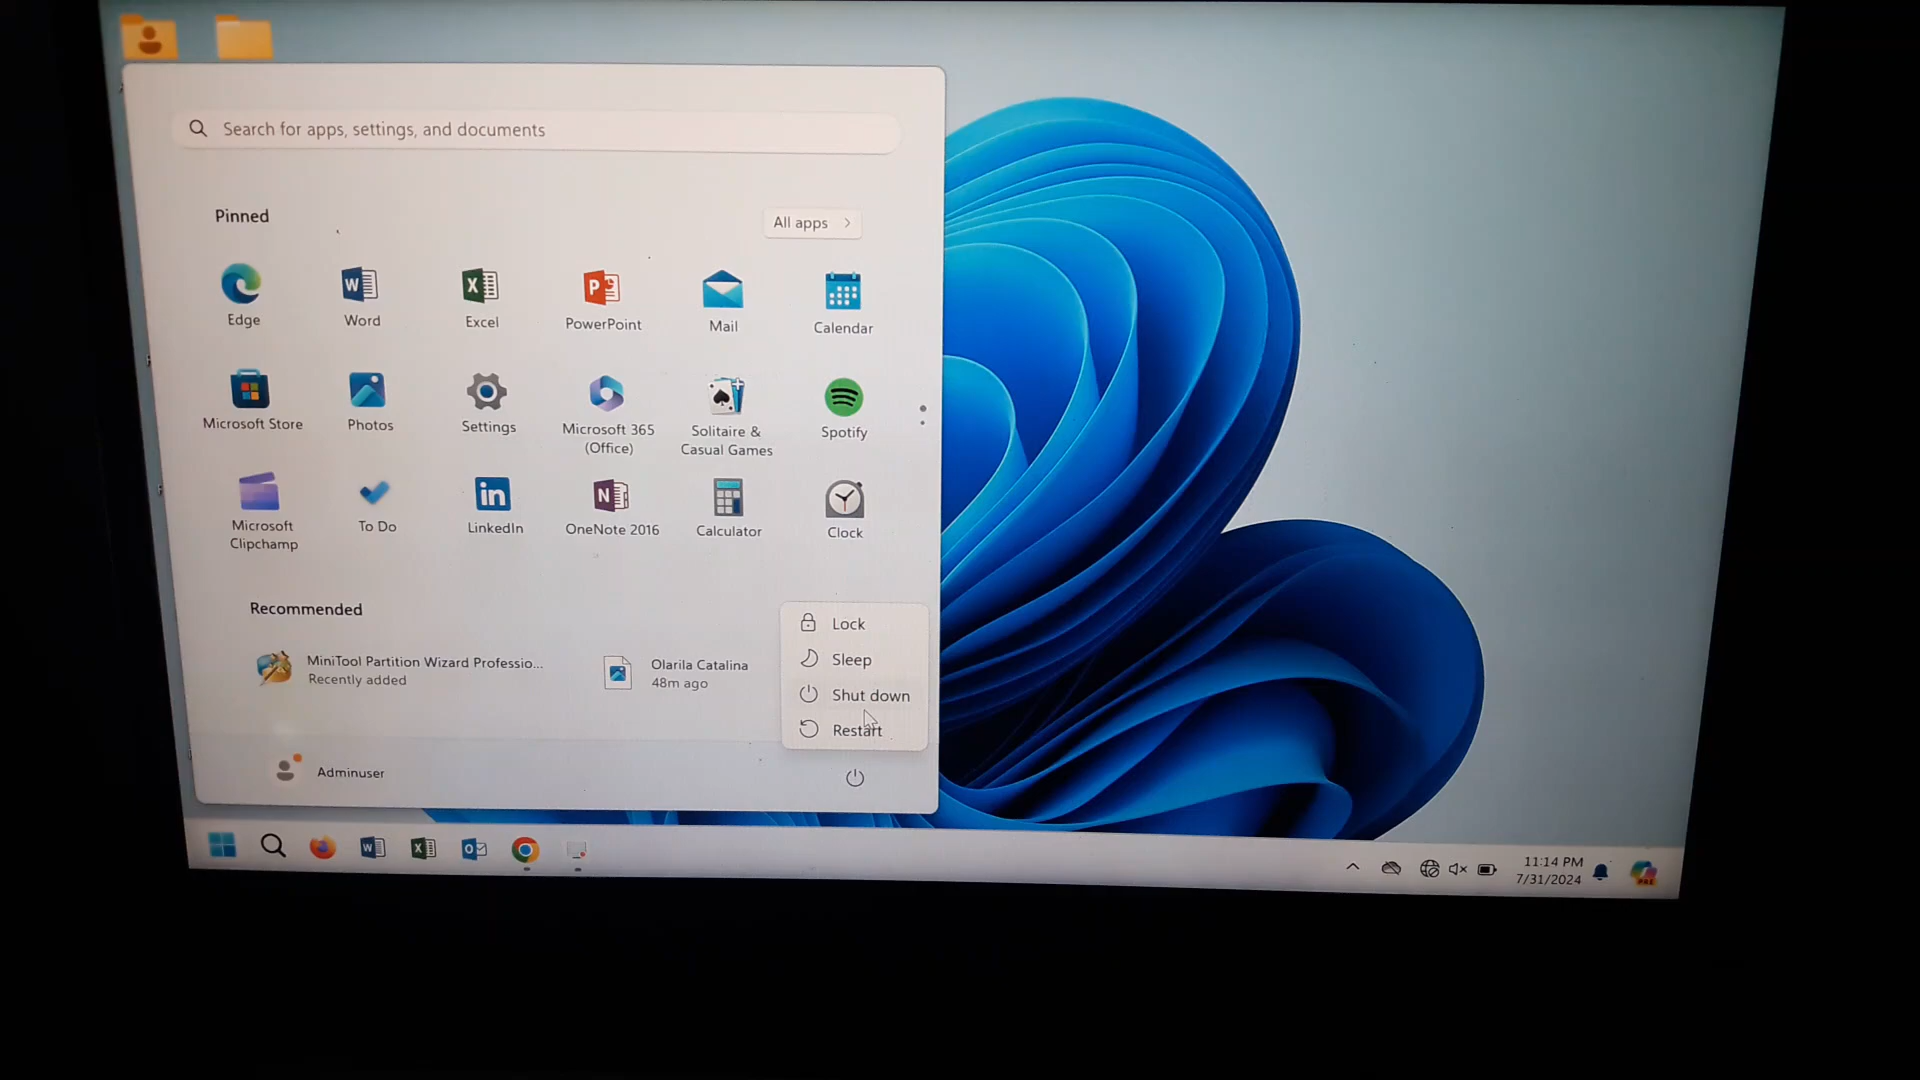 Search for apps, settings, and documents
Pinned
All apps
Edge
Word
Excel
PowerPoint
Mail
Calendar
Microsoft Store
Photos
Settings
Microsoft 365
(Office)
Solitaire &
Casual Games
Spotify
Microsoft
Clipchamp
To Do
LinkedIn
OneNote 2016
Calculator
Clock
Recommended
MiniTool Partition Wizard Professio...
Recently added
Olarila Catalina
48m ago
Lock
Sleep
Shut down
Restart
Adminuser
11:14 PM
7/31/2024
PRE